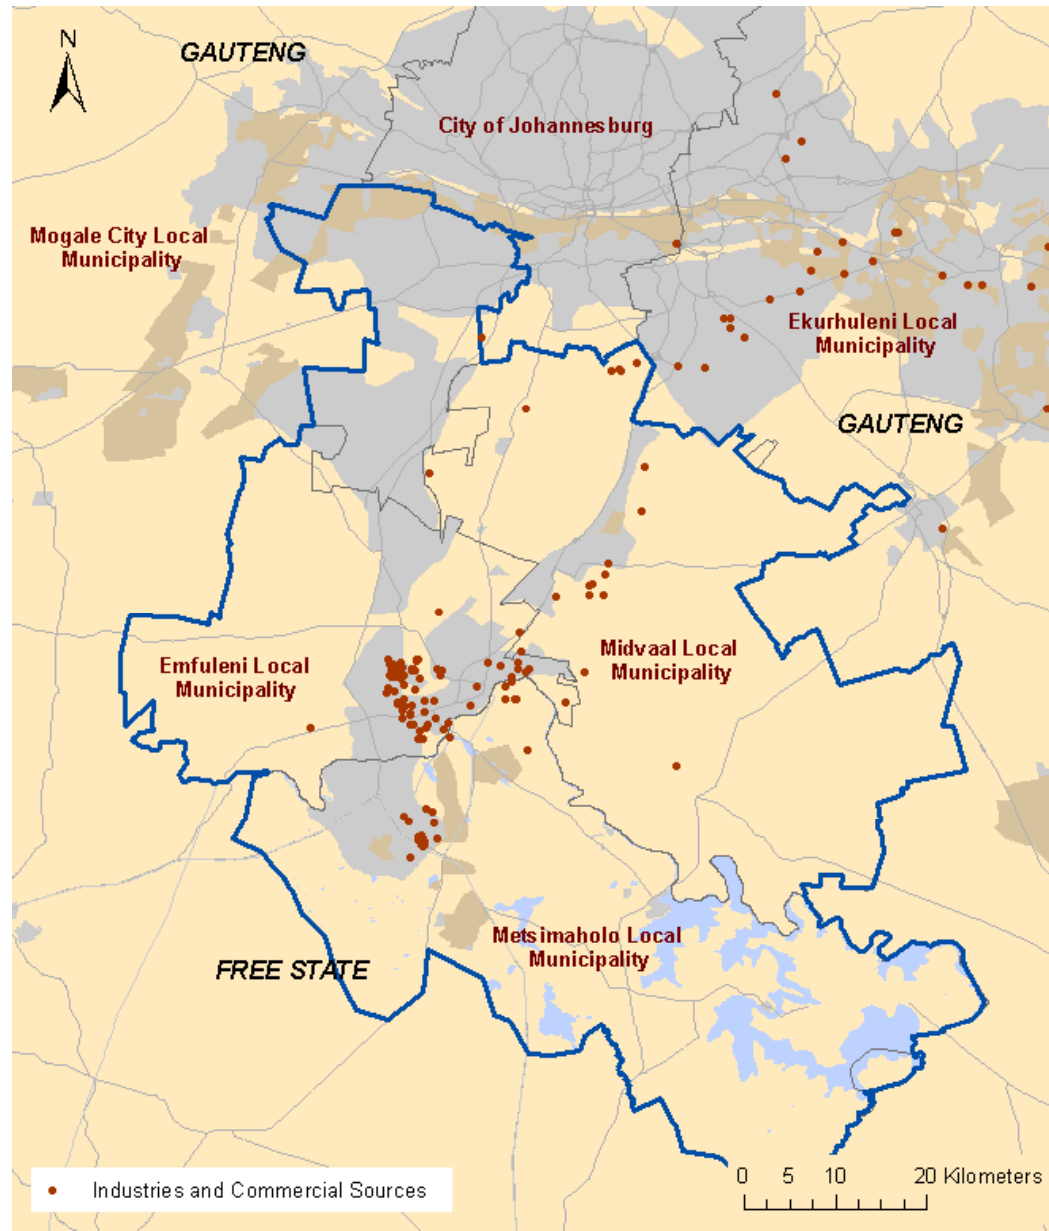 N
GAUTENG
City of Johannesburg
Mogale City Local
Municipality
Ekurhuleni Local
Municipality
GAUTENG
Emfuleni Local
Municipality
Midvaal Local
Municipality
Metsimaholo Local
Municipality
FREE STATE
Industries and Commercial Sources
0 5 10 20 Kilometers